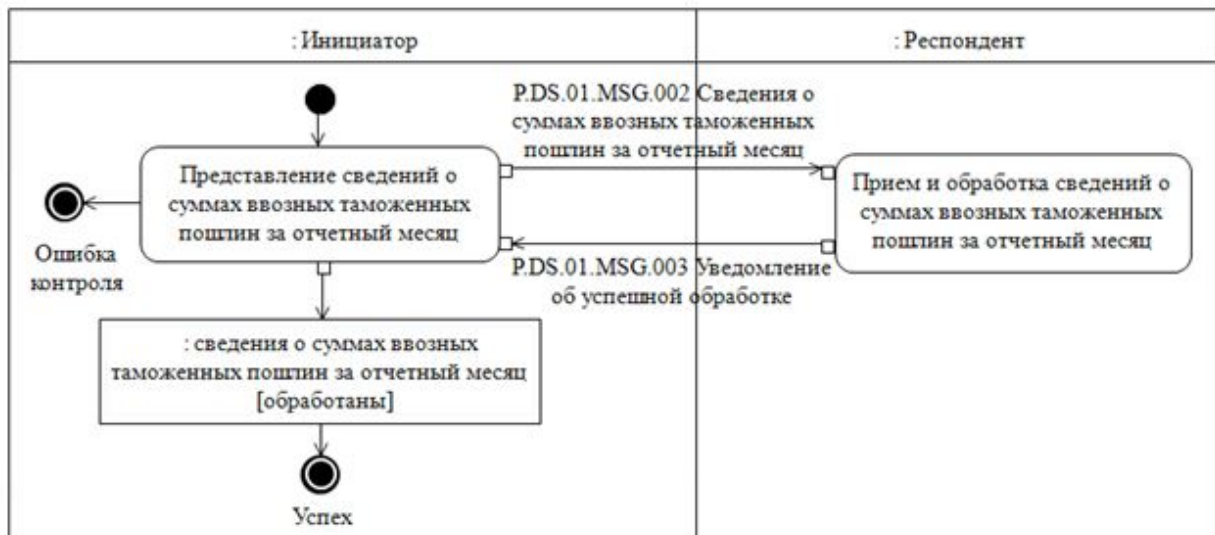 : Инициатор
: Респондент
P.DS.01.MSG.002 Сведения о
суммах ввозных таможенных
пошлин за отчетный месяц
Представление сведений о
суммах ввозных таможенных
пошлин за отчетный месяц
Прием и обработка сведений о
суммах ввозных таможенных
пошлин за отчетный месяц
Ошибка
контроля
P.DS.01.MSG.003 Уведомление
об успешной обработке
: сведения о суммах ввозных
таможенных пошлин за отчетный месяц
[обработаны]
Успех